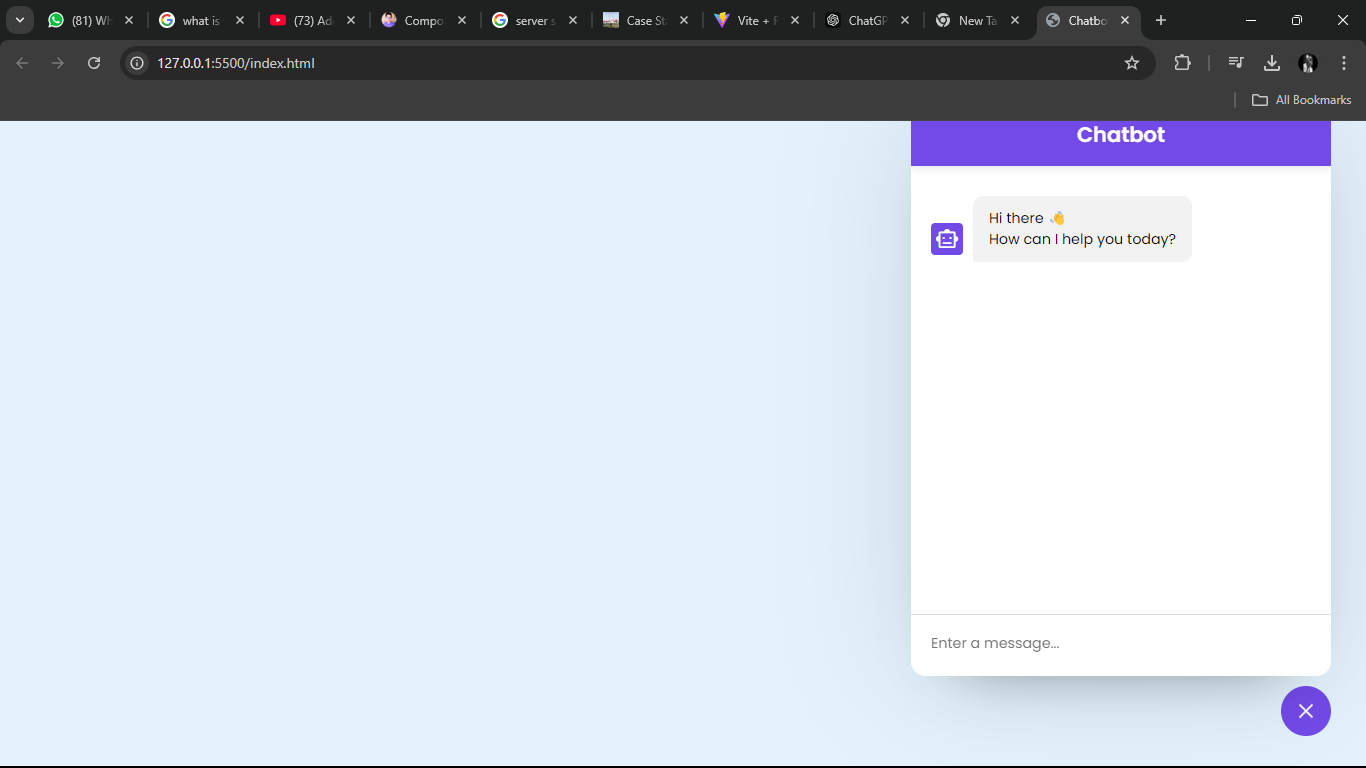 (81) Wh
what is
(73) Ad
Compo
server s
Case St
Vite + F
ChatGP
New Ta
Chatbo
127.0.0.1:5500/index.html
All Bookmarks
Chatbot
Hi there 👋
How can I help you today?
Enter a message...